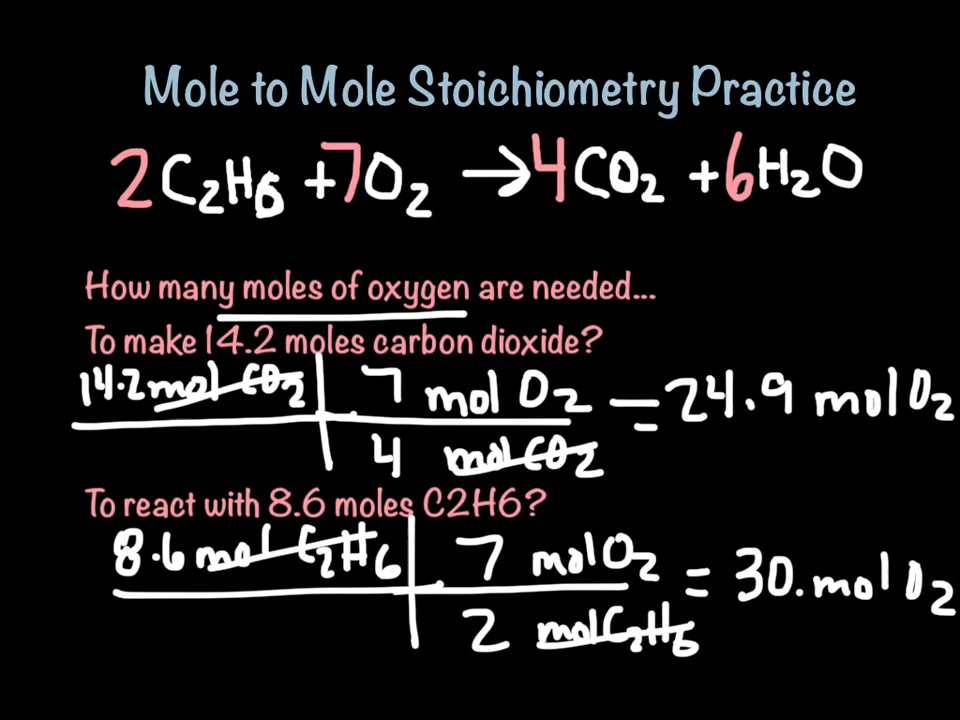 Mole to Mole Stoichiometry Practice
2C₂H₆ + 7O₂ → 4CO₂ + 6H₂O
How many moles of oxygen are needed...
To make 14.2 moles carbon dioxide?
14.2 mol CO₂ 7 mol O₂ = 24.9 mol O₂
4 mol CO₂
To react with 8.6 moles C2H6?
8.6 mol C₂H₆ 7 mol O₂ = 30. mol O₂
2 mol C₂H₆